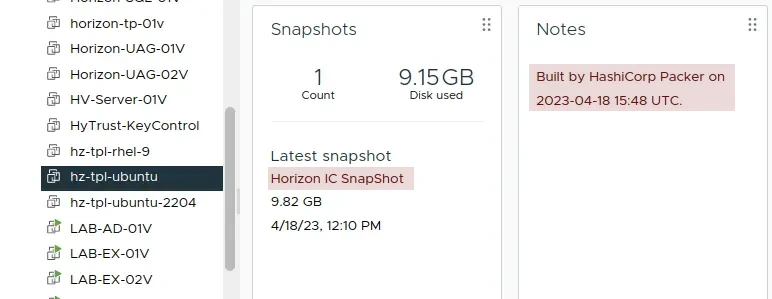 horizon-tp-01v
Horizon-UAG-01V
Horizon-UAG-02V
HV-Server-01V
HyTrust-KeyControl
hz-tpl-rhel-9
hz-tpl-ubuntu
hz-tpl-ubuntu-2204
LAB-AD-01V
LAB-EX-01V
LAB-EX-02V
Snapshots
1
Count
9.15 GB
Disk used
Latest snapshot
Horizon IC SnapShot
9.82 GB
4/18/23, 12:10 PM
Notes
Built by HashiCorp Packer on
2023-04-18 15:48 UTC.